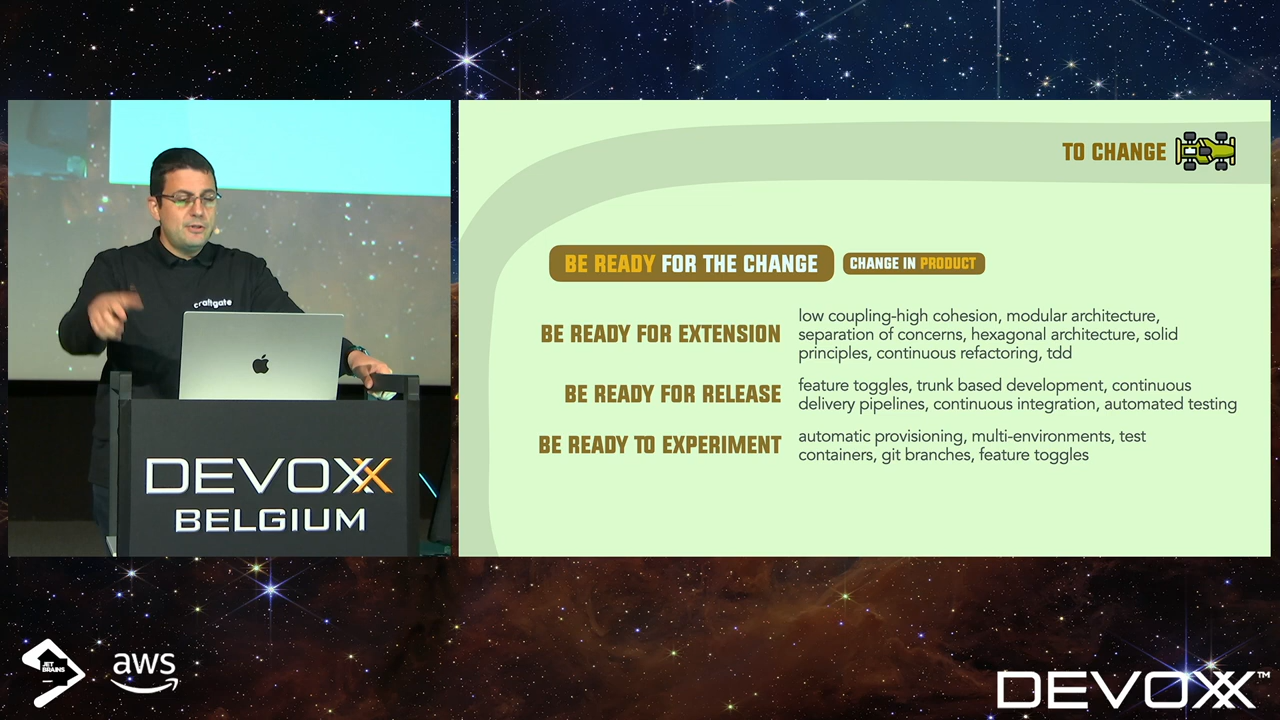 TO CHANGE
BE READY FOR THE CHANGE
CHANGE IN PRODUCT
BE READY FOR EXTENSION
low coupling-high cohesion, modular architecture,
separation of concerns, hexagonal architecture, solid
principles, continuous refactoring, tdd
BE READY FOR RELEASE
feature toggles, trunk based development, continuous
delivery pipelines, continuous integration, automated testing
BE READY TO EXPERIMENT
automatic provisioning, multi-environments, test
containers, git branches, feature toggles
craftgate
DEVOXX
BELGIUM
JET
BRAINS
aws
DEVOXX™